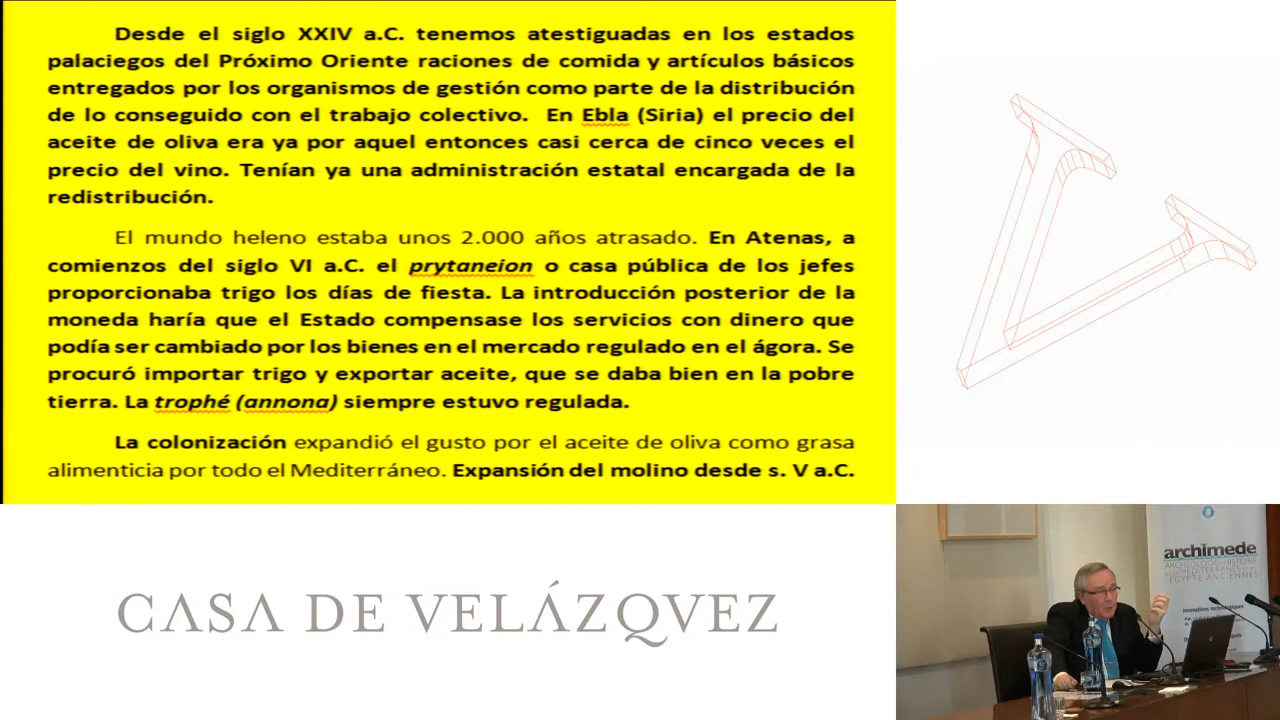 Desde el siglo XXIV a.C. tenemos atestiguadas en los estados
palaciegos del Próximo Oriente raciones de comida y artículos básicos
entregados por los organismos de gestión como parte de la distribución
de lo conseguido con el trabajo colectivo. En Ebla (Siria) el precio del
aceite de oliva era ya por aquel entonces casi cerca de cinco veces el
precio del vino. Tenían ya una administración estatal encargada de la
redistribución.
El mundo heleno estaba unos 2.000 años atrasado. En Atenas, a
comienzos del siglo VI a.C. el prytaneion o casa pública de los jefes
proporcionaba trigo los días de fiesta. La introducción posterior de la
moneda haría que el Estado compensase los servicios con dinero que
podía ser cambiado por los bienes en el mercado regulado en el ágora. Se
procuró importar trigo y exportar aceite, que se daba bien en la pobre
tierra. La trophé (annona) siempre estuvo regulada.
La colonización expandió el gusto por el aceite de oliva como grasa
alimenticia por todo el Mediterráneo. Expansión del molino desde s. V a.C.
CASA DE VELÁZQVEZ
archimede
ÉGYPTE ANCIENNES